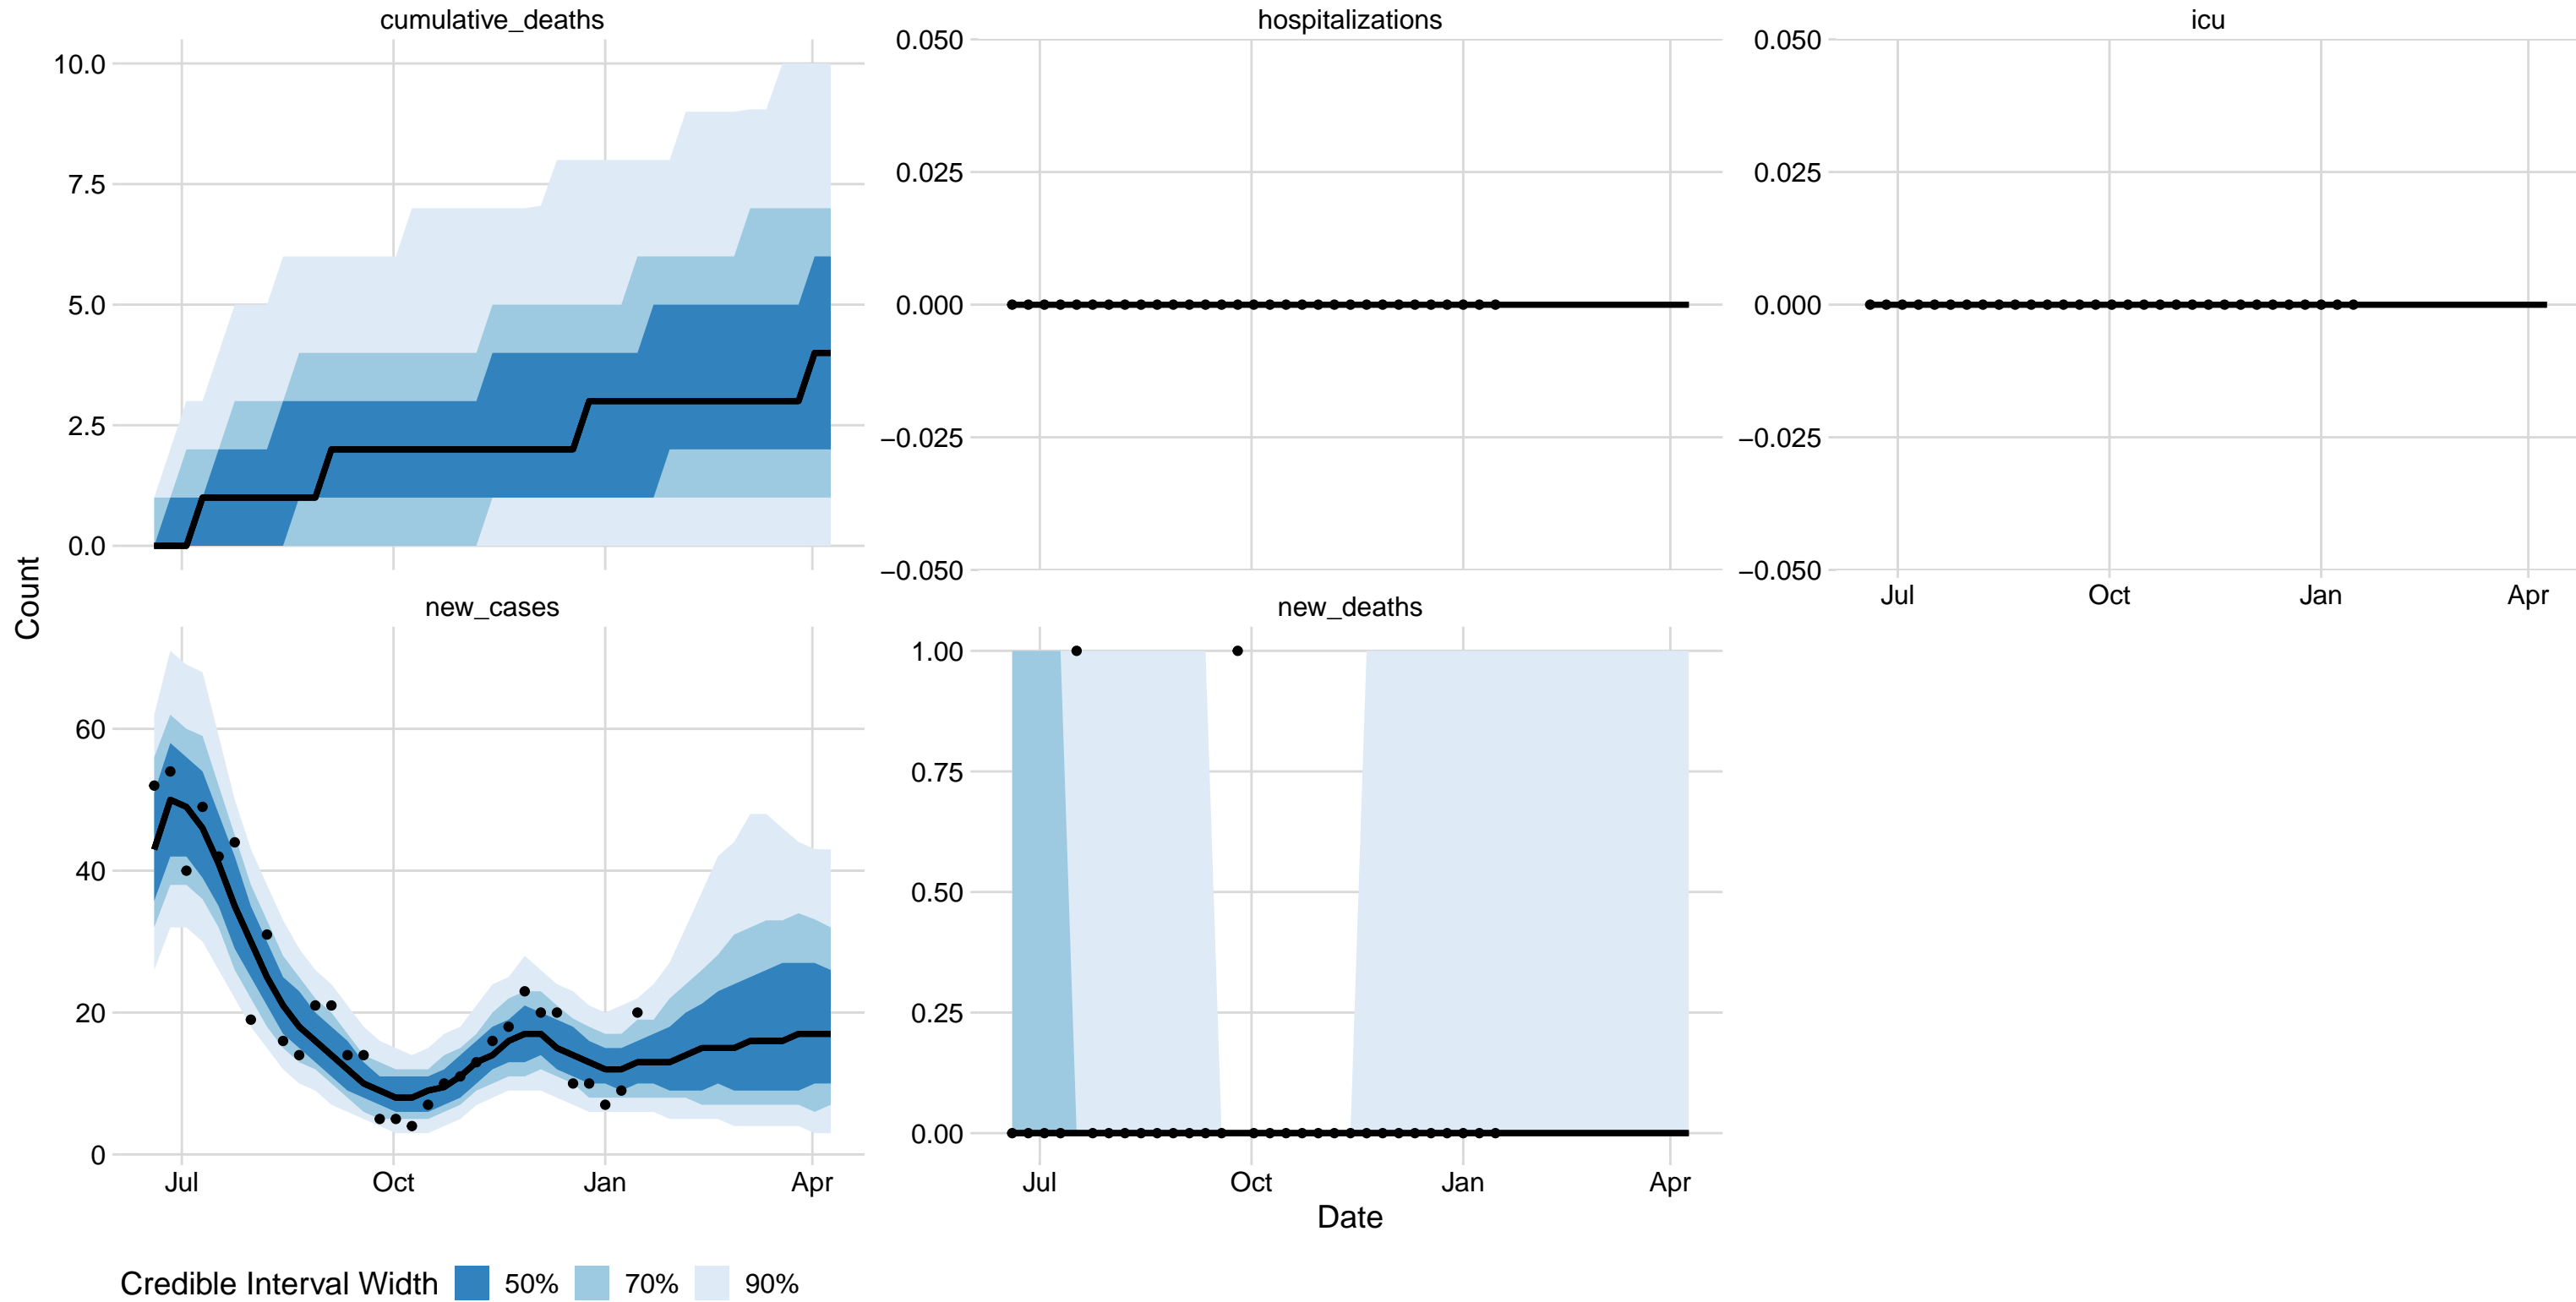 cumulative_deaths
hospitalizations
icu
10.0
7.5
5.0
2.5
0.0
0.050
0.025
0.000
−0.025
−0.050
0.050
0.025
0.000
−0.025
−0.050
Jul Oct Jan Apr
Count
new_cases
new_deaths
60
40
20
0
Jul Oct Jan Apr
1.00
0.75
0.50
0.25
0.00
Jul Oct Jan Apr
Date
Credible Interval Width 50% 70% 90%